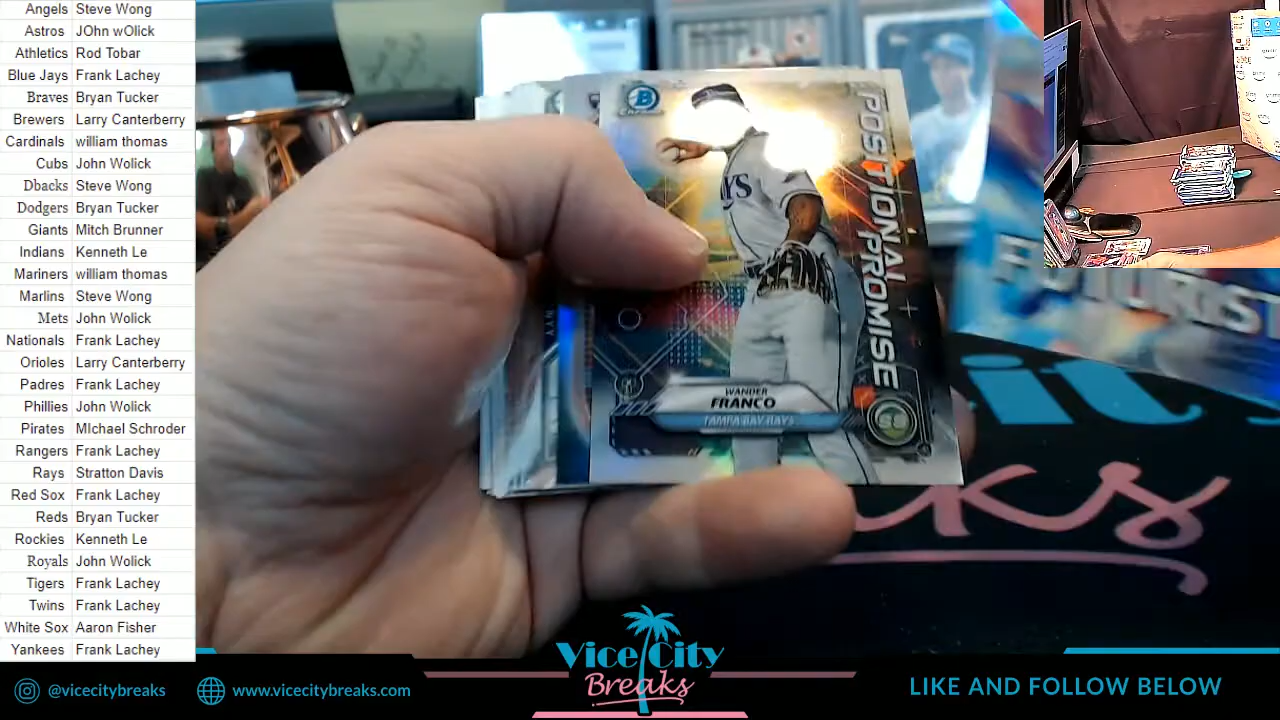 Angels Steve Wong
Astros JOhn wOlick
Athletics Rod Tobar
Blue Jays Frank Lachey
Braves Bryan Tucker
Brewers Larry Canterberry
Cardinals william thomas
Cubs John Wolick
Dbacks Steve Wong
Dodgers Bryan Tucker
Giants Mitch Brunner
Indians Kenneth Le
Mariners william thomas
Marlins Steve Wong
Mets John Wolick
Nationals Frank Lachey
Orioles Larry Canterberry
Padres Frank Lachey
Phillies John Wolick
Pirates MIchael Schroder
Rangers Frank Lachey
Rays Stratton Davis
Red Sox Frank Lachey
Reds Bryan Tucker
Rockies Kenneth Le
Royals John Wolick
Tigers Frank Lachey
Twins Frank Lachey
White Sox Aaron Fisher
Yankees Frank Lachey
B
Chrome
POSITIONAL PROMISE
WANDER
FRANCO
TAMPA BAY RAYS
FUTURIST
Vice City
Breaks
@vicecitybreaks
www.vicecitybreaks.com
LIKE AND FOLLOW BELOW